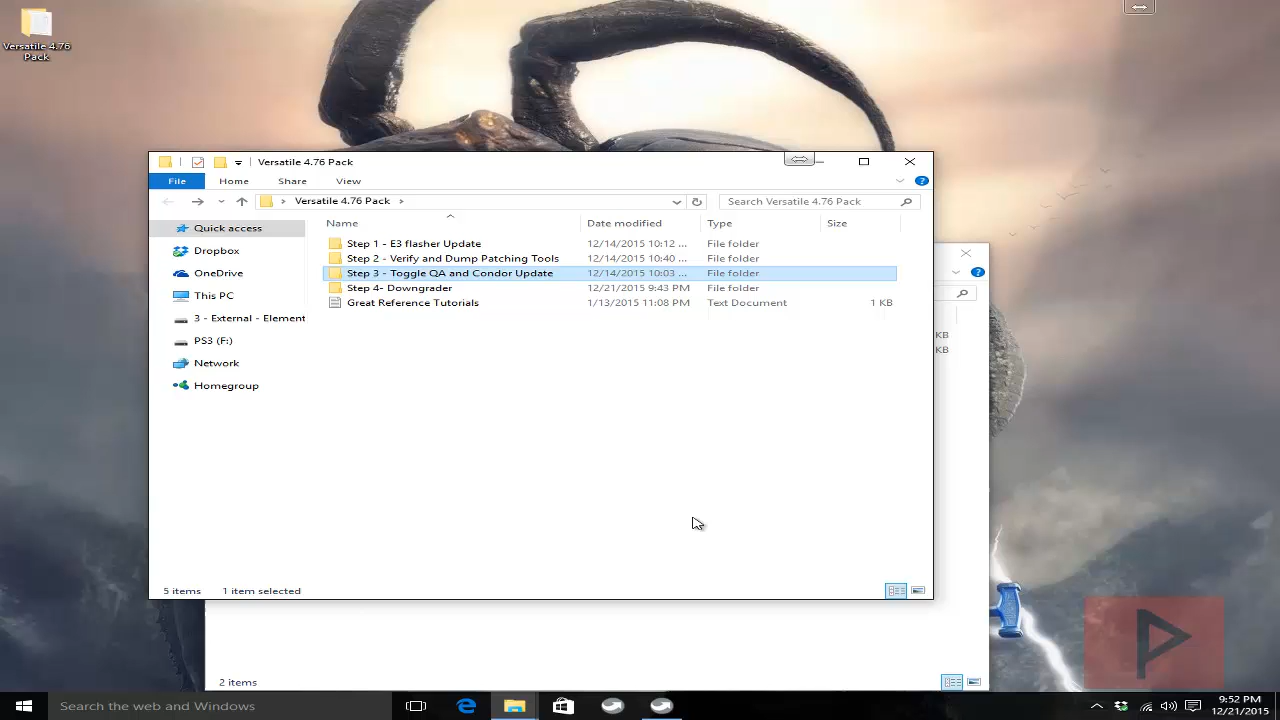 Versatile 4.76
Pack
Versatile 4.76 Pack
File
Home
Share
View
Versatile 4.76 Pack
Search Versatile 4.76 Pack
Name
Date modified
Type
Size
Quick access
Dropbox
OneDrive
This PC
3 - External - Element
PS3 (F:)
Network
Homegroup
Step 1 - E3 flasher Update
12/14/2015 10:12 ...
File folder
Step 2 - Verify and Dump Patching Tools
12/14/2015 10:40 ...
File folder
Step 3 - Toggle QA and Condor Update
12/14/2015 10:03 ...
File folder
Step 4- Downgrader
12/21/2015 9:43 PM
File folder
Great Reference Tutorials
1/13/2015 11:08 PM
Text Document
1 KB
KB
KB
5 items
1 item selected
2 items
Search the web and Windows
9:52 PM
12/21/2015